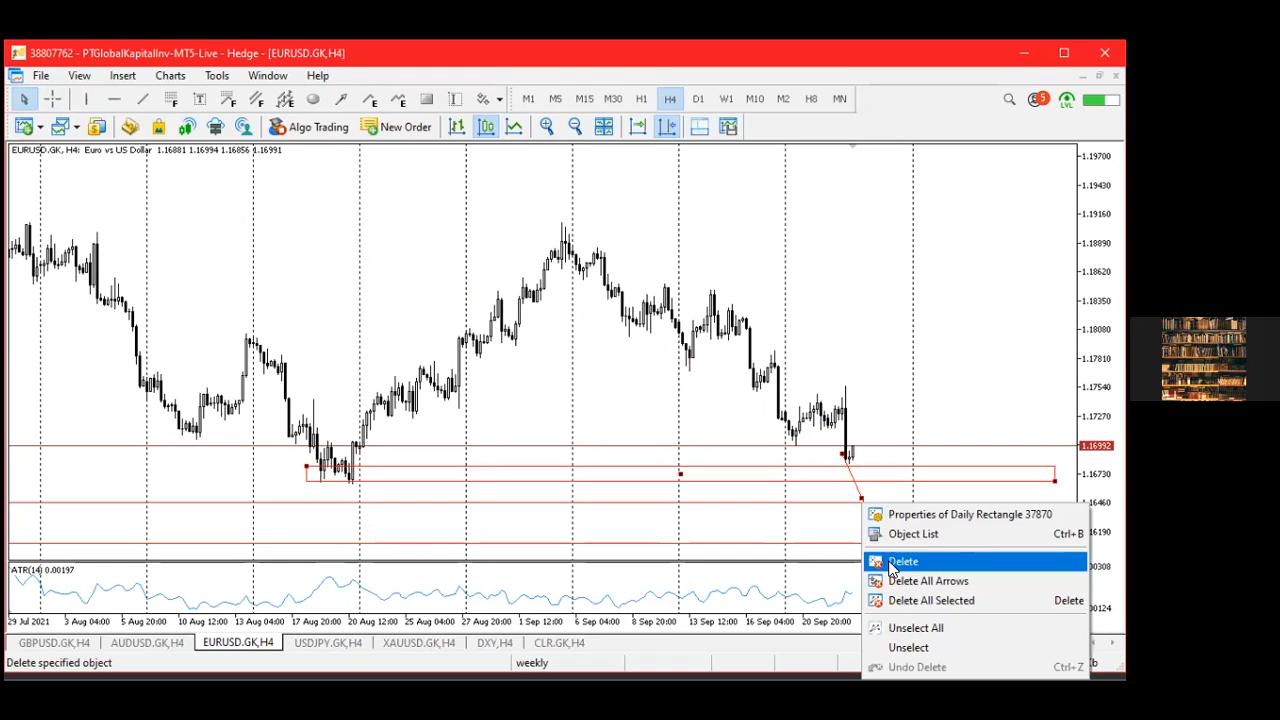 38807762 - PTGlobalKapitalInv-MT5-Live - Hedge - [EURUSD.GK,H4]
File View Insert Charts Tools Window Help
M1 M5 M15 M30 H1 H4 D1 W1 M10 M2 H8 MN
5
LVL
Algo Trading New Order
EURUSD.GK, H4: Euro vs US Dollar 1.16881 1.16994 1.16856 1.16991
1.19700
1.19430
1.19160
1.18890
1.18620
1.18350
1.18080
1.17810
1.17540
1.17270
1.16992
1.16730
1.16460
1.16190
Properties of Daily Rectangle 37870
Object List Ctrl+B
Delete
Delete All Arrows
Delete All Selected Delete
Unselect All
Unselect
Undo Delete Ctrl+Z
ATR(14) 0.00197
29 Jul 2021 3 Aug 04:00 5 Aug 20:00 10 Aug 12:00 13 Aug 04:00 17 Aug 20:00 20 Aug 12:00 25 Aug 04:00 27 Aug 20:00 1 Sep 12:00 6 Sep 04:00 8 Sep 20:00 13 Sep 12:00 16 Sep 04:00 20 Sep 20:00
GBPUSD.GK,H4 AUDUSD.GK,H4 EURUSD.GK,H4 USDJPY.GK,H4 XAUUSD.GK,H4 DXY,H4 CLR.GK,H4
Delete specified object weekly